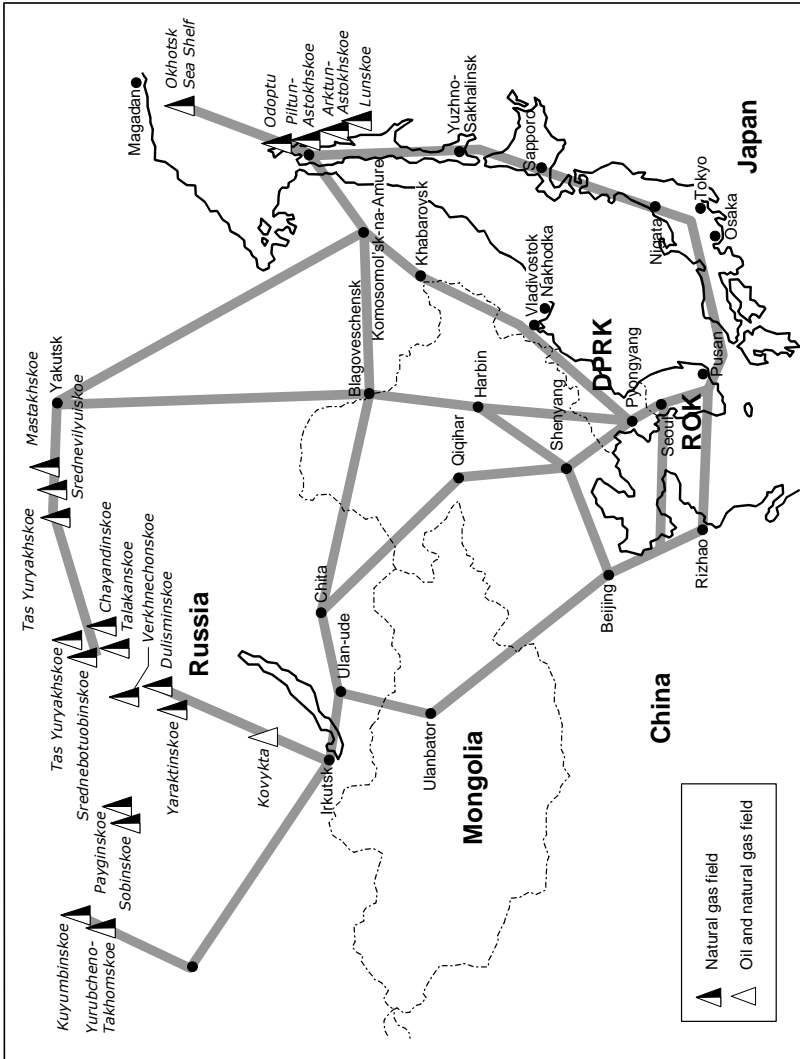 Magadan
Okhotsk
Sea Shelf
Odoptu
Piltun-
Astokhskoe
Arktun-
Astokhskoe
Lunskoe
Yuzhno-
Sakhalinsk
Sapporo
Nigata
Tokyo
Osaka
Japan
Komosomol'sk-na-Amure
Khabarovsk
Vladivostok
Nakhodka
Mastakhskoe
Yakutsk
Srednevilyuiskoe
Tas Yuryakhskoe
Blagoveschensk
Harbin
Qiqihar
Shenyang
DPRK
Pyongyang
Seoul
ROK
Pusan
Chayandinskoe
Talakanskoe
Verkhnechonskoe
Dulisminskoe
Tas Yuryakhskoe
Srednebotuobinskoe
Yaraktinskoe
Russia
Kovykta
Chita
Ulan-ude
Irkutsk
Ulanbator
Mongolia
Beijing
Rizhao
China
Payginskoe
Sobinskoe
Kuyumbinskoe
Yurubcheno-
Takhomskoe
Natural gas field
Oil and natural gas field